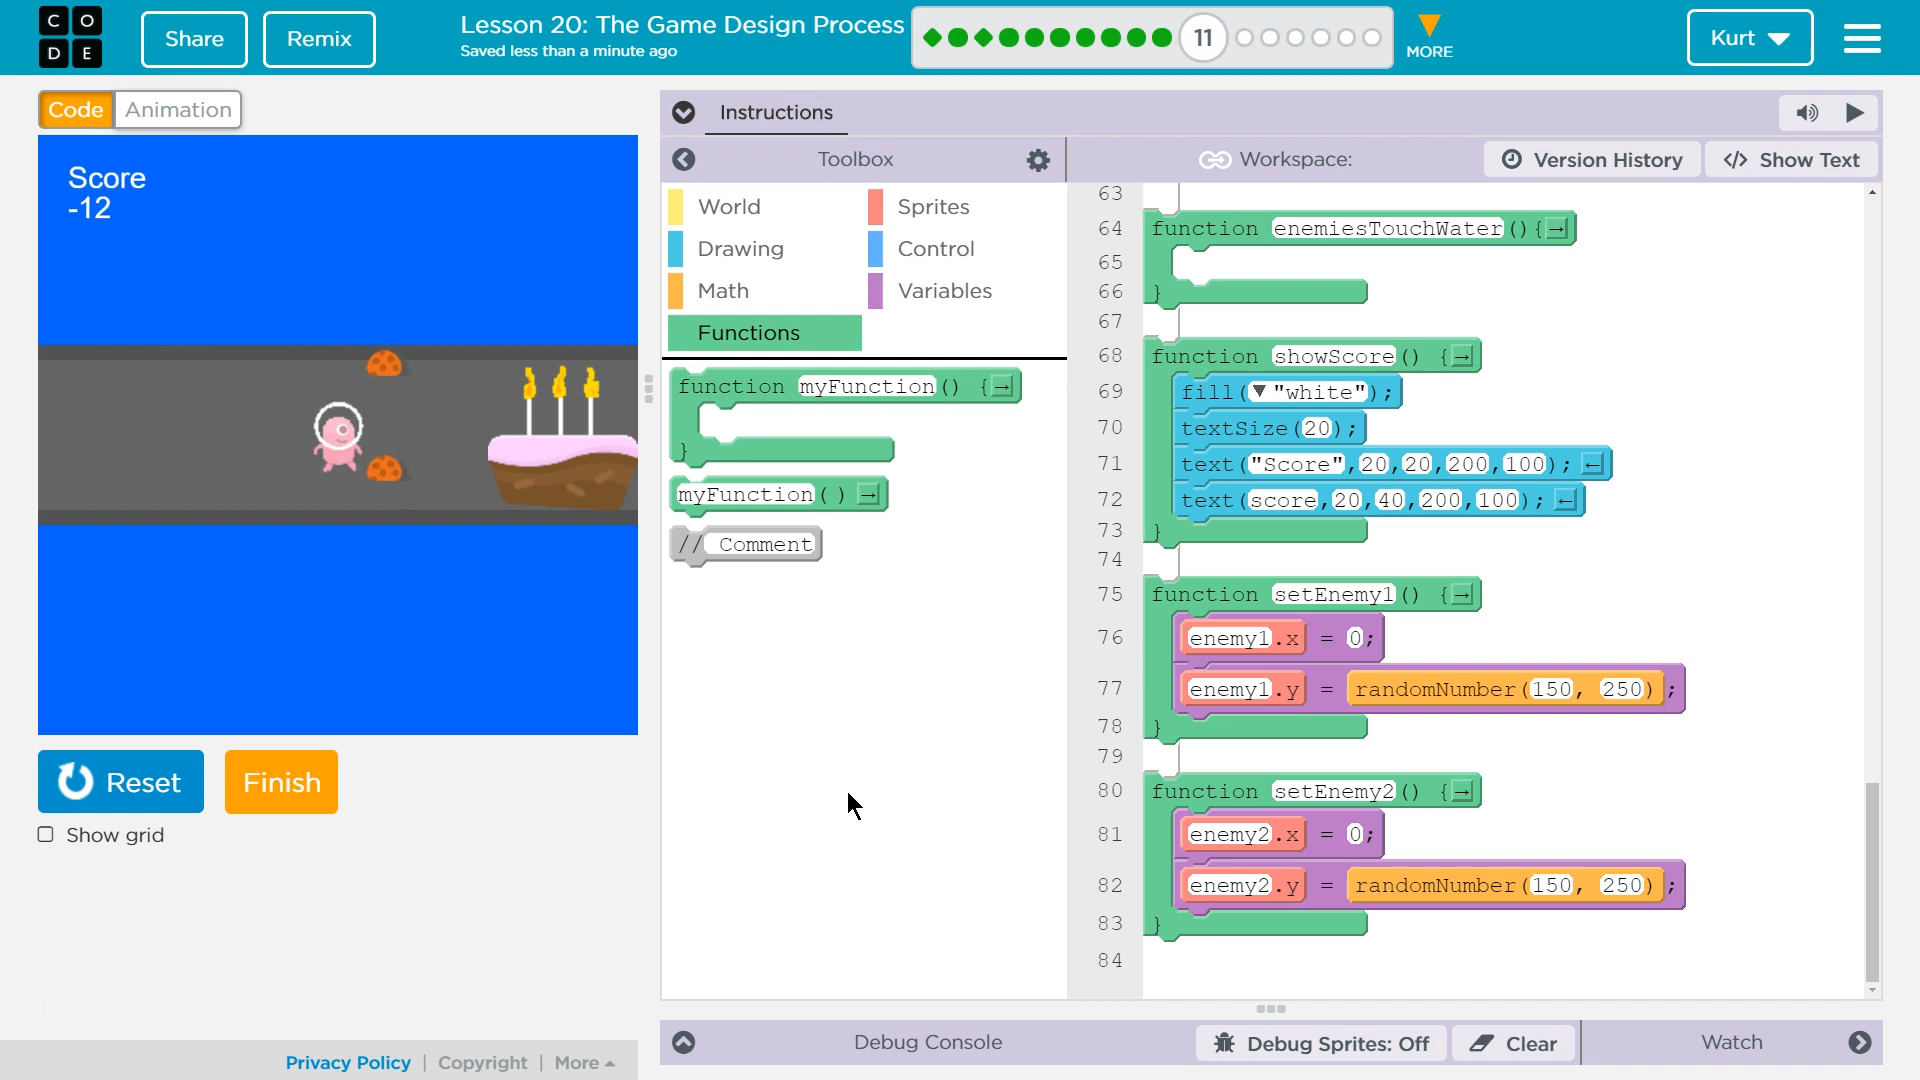 CODE
Share
Remix
Lesson 20: The Game Design Process
Saved less than a minute ago
11
MORE
Kurt
Code
Animation
Score
-12
Reset
Finish
Show grid
Privacy Policy | Copyright | More
Instructions
Toolbox
World
Sprites
Drawing
Control
Math
Variables
Functions
function myFunction() {
}
myFunction()
// Comment
Workspace:
Version History
</> Show Text
63
64 function enemiesTouchWater(){
65
66 }
67
68 function showScore() {
69 fill("white");
70 textSize(20);
71 text("Score",20,20,200,100);
72 text(score,20,40,200,100);
73 }
74
75 function setEnemy1() {
76 enemy1.x = 0;
77 enemy1.y = randomNumber(150, 250);
78 }
79
80 function setEnemy2() {
81 enemy2.x = 0;
82 enemy2.y = randomNumber(150, 250);
83 }
84
Debug Console
Debug Sprites: Off
Clear
Watch